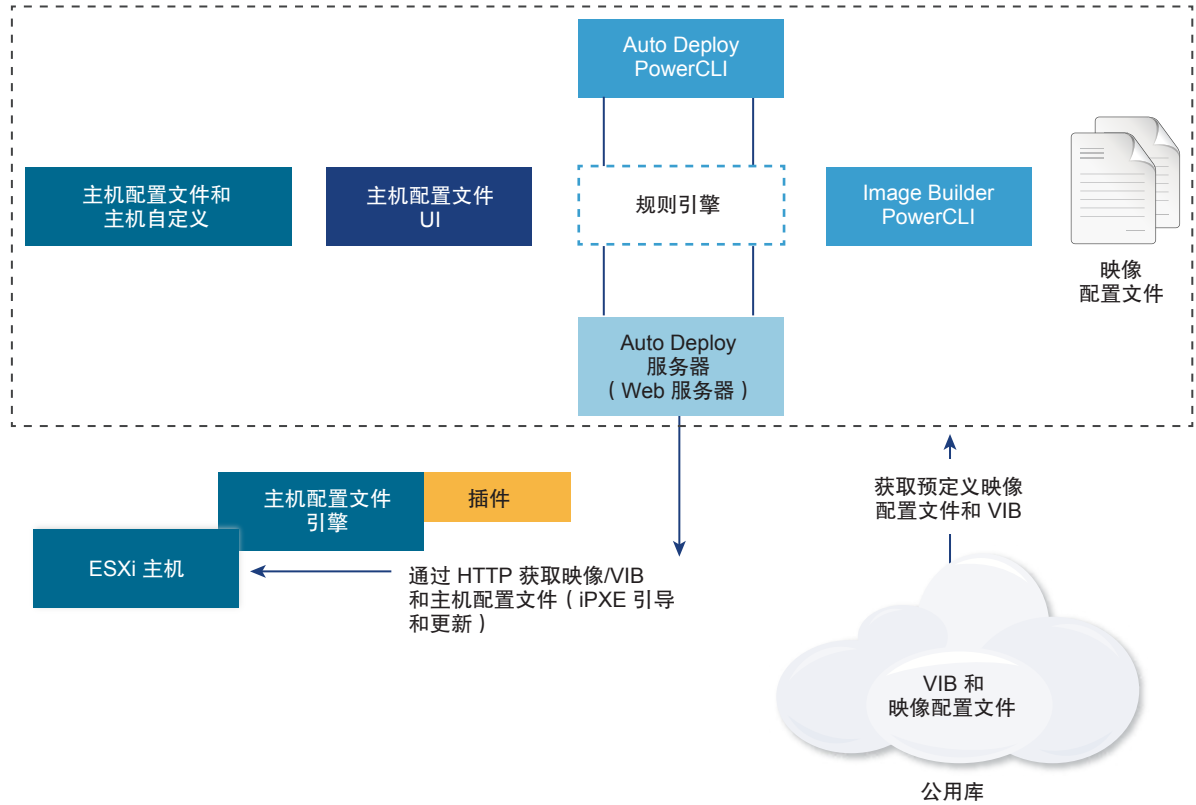 Auto Deploy
PowerCLI
主机配置文件和
主机自定义
主机配置文件
UI
规则引擎
Image Builder
PowerCLI
映像
配置文件
Auto Deploy
服务器
（Web 服务器）
主机配置文件
引擎
插件
ESXi 主机
通过 HTTP 获取映像/VIB
和主机配置文件（iPXE 引导
和更新）
获取预定义映像
配置文件和 VIB
VIB 和
映像配置文件
公用库